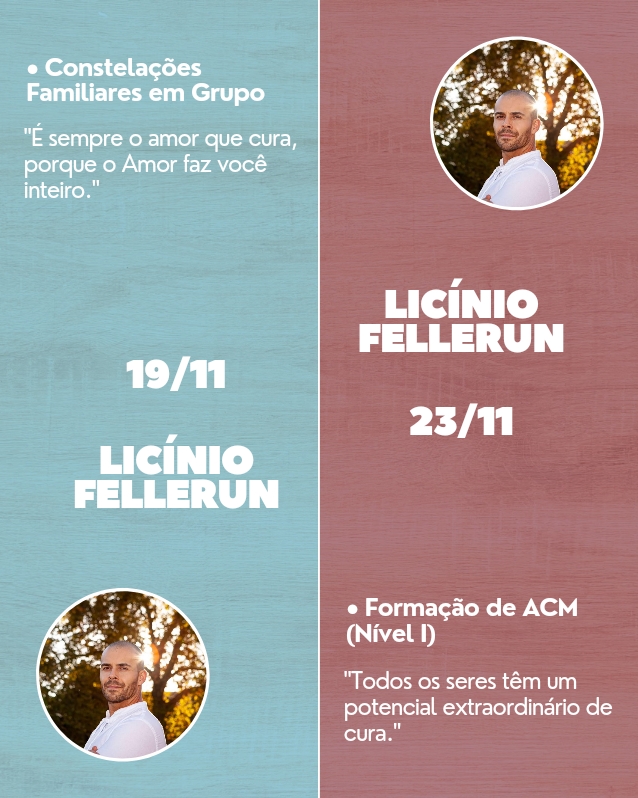 ● Constelações
Familiares em Grupo
"É sempre o amor que cura,
porque o Amor faz você
inteiro."
19/11
LICÍNIO
FELLERUN
LICÍNIO
FELLERUN
23/11
● Formação de ACM
(Nível I)
"Todos os seres têm um
potencial extraordinário de
cura."